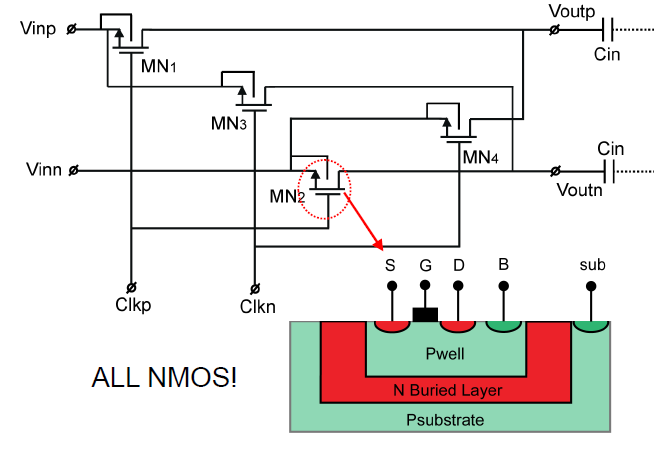 Voutp
Vinp
Cin
MN1
MN3
MN4
Cin
Vinn
MN2
Voutn
S G D B sub
Clkp
Clkn
Pwell
ALL NMOS!
N Buried Layer
Psubstrate